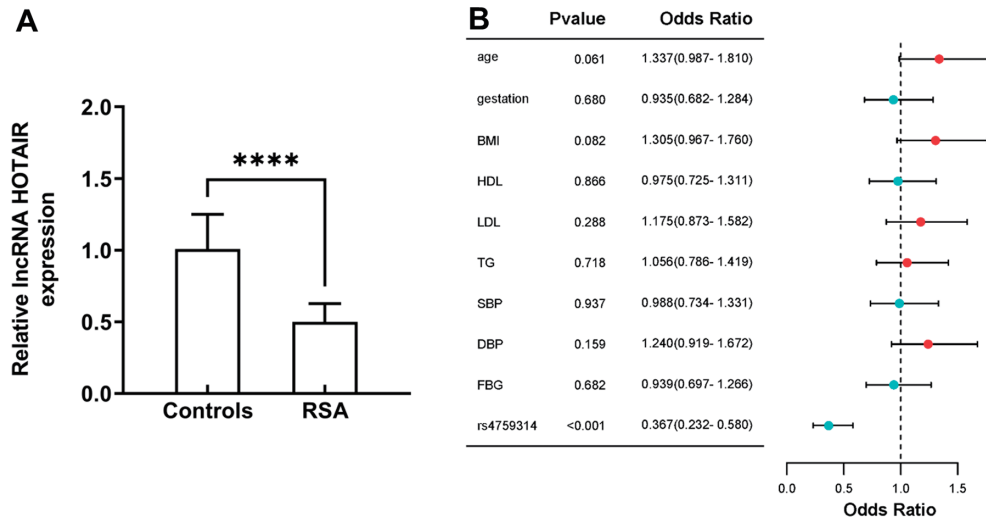 A
Relative lncRNA HOTAIR
expression
2.0
1.5
1.0
0.5
0.0
****
Controls RSA
B
Pvalue Odds Ratio
age 0.061 1.337(0.987- 1.810)
gestation 0.680 0.935(0.682- 1.284)
BMI 0.082 1.305(0.967- 1.760)
HDL 0.866 0.975(0.725- 1.311)
LDL 0.288 1.175(0.873- 1.582)
TG 0.718 1.056(0.786- 1.419)
SBP 0.937 0.988(0.734- 1.331)
DBP 0.159 1.240(0.919- 1.672)
FBG 0.682 0.939(0.697- 1.266)
rs4759314 <0.001 0.367(0.232- 0.580)
0.0 0.5 1.0 1.5
Odds Ratio